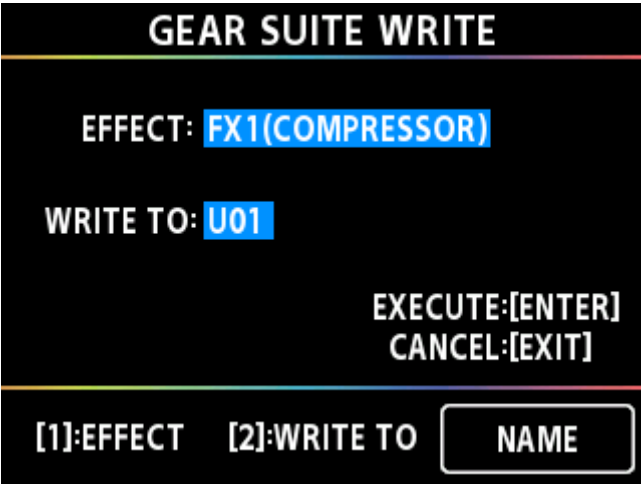 GEAR SUITE WRITE
EFFECT: FX1(COMPRESSOR)
WRITE TO: U01
EXECUTE:[ENTER]
CANCEL:[EXIT]
[1]:EFFECT [2]:WRITE TO NAME